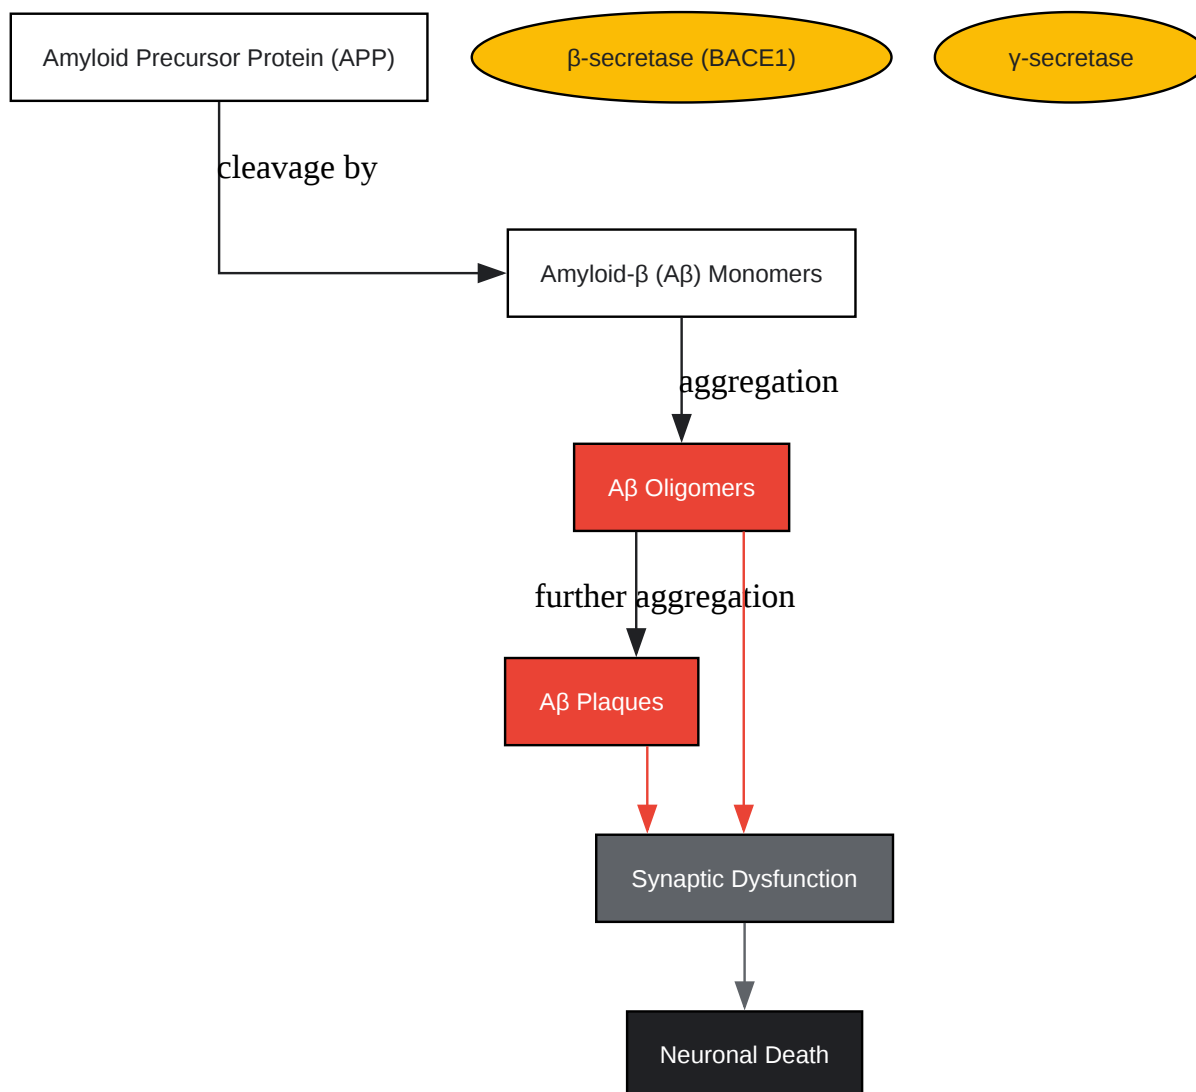 Amyloid Precursor Protein (APP)
β-secretase (BACE1)
γ-secretase
cleavage by
Amyloid-β (Aβ) Monomers
aggregation
Aβ Oligomers
further aggregation
Aβ Plaques
Synaptic Dysfunction
Neuronal Death